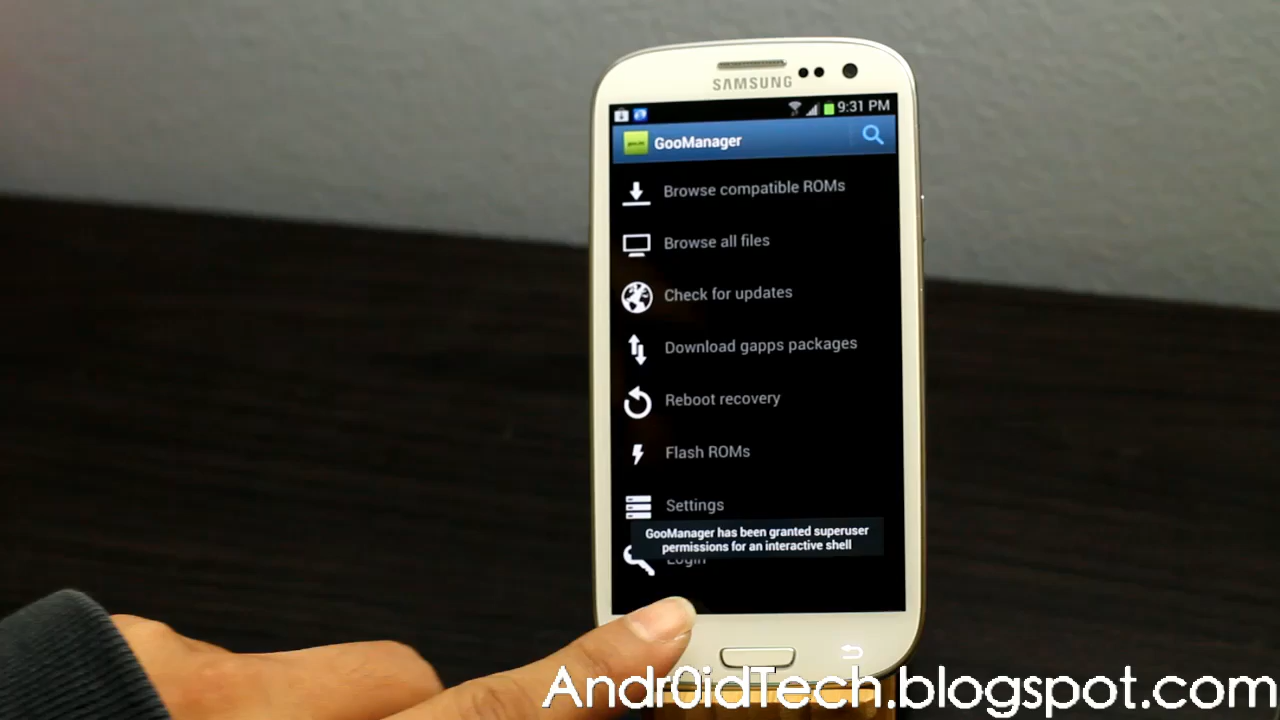 SAMSUNG
9:31 PM
GooManager
Browse compatible ROMs
Browse all files
Check for updates
Download gapps packages
Reboot recovery
Flash ROMs
Settings
GooManager has been granted superuser
permissions for an interactive shell
Login
Andr0idTech.blogspot.com